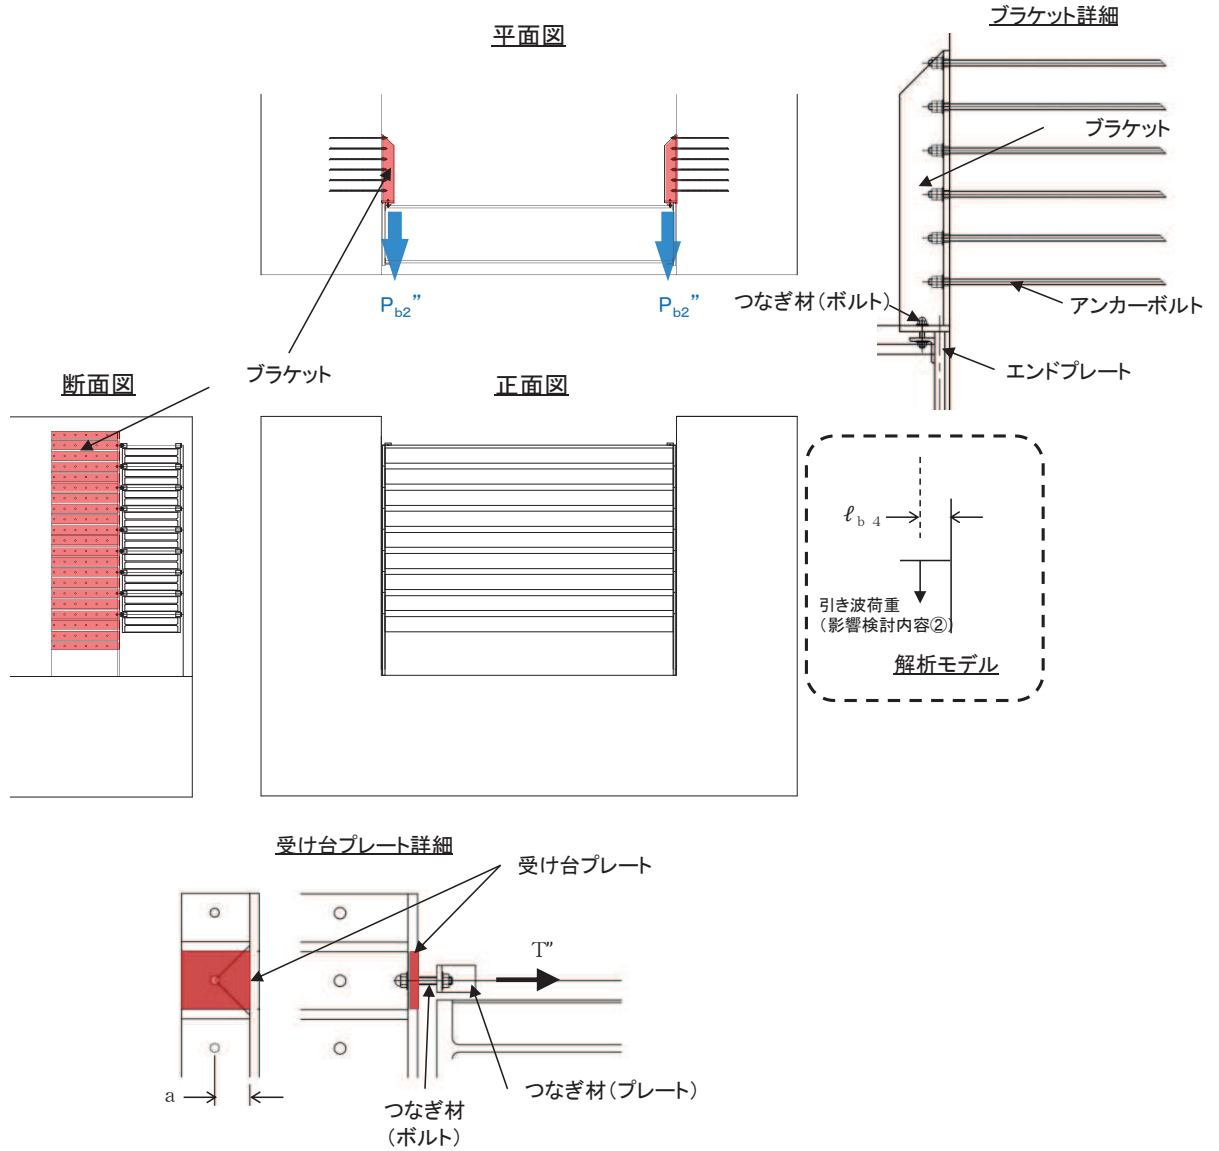 平面図
ブラケット詳細
ブラケット
つなぎ材(ボルト)
アンカーボルト
エンドプレート
Pb2”
Pb2”
ブラケット
断面図
正面図
ℓb4
引き波荷重
(影響検討内容②)
解析モデル
受け台プレート詳細
受け台プレート
T”
a
つなぎ材
(ボルト)
つなぎ材(プレート)